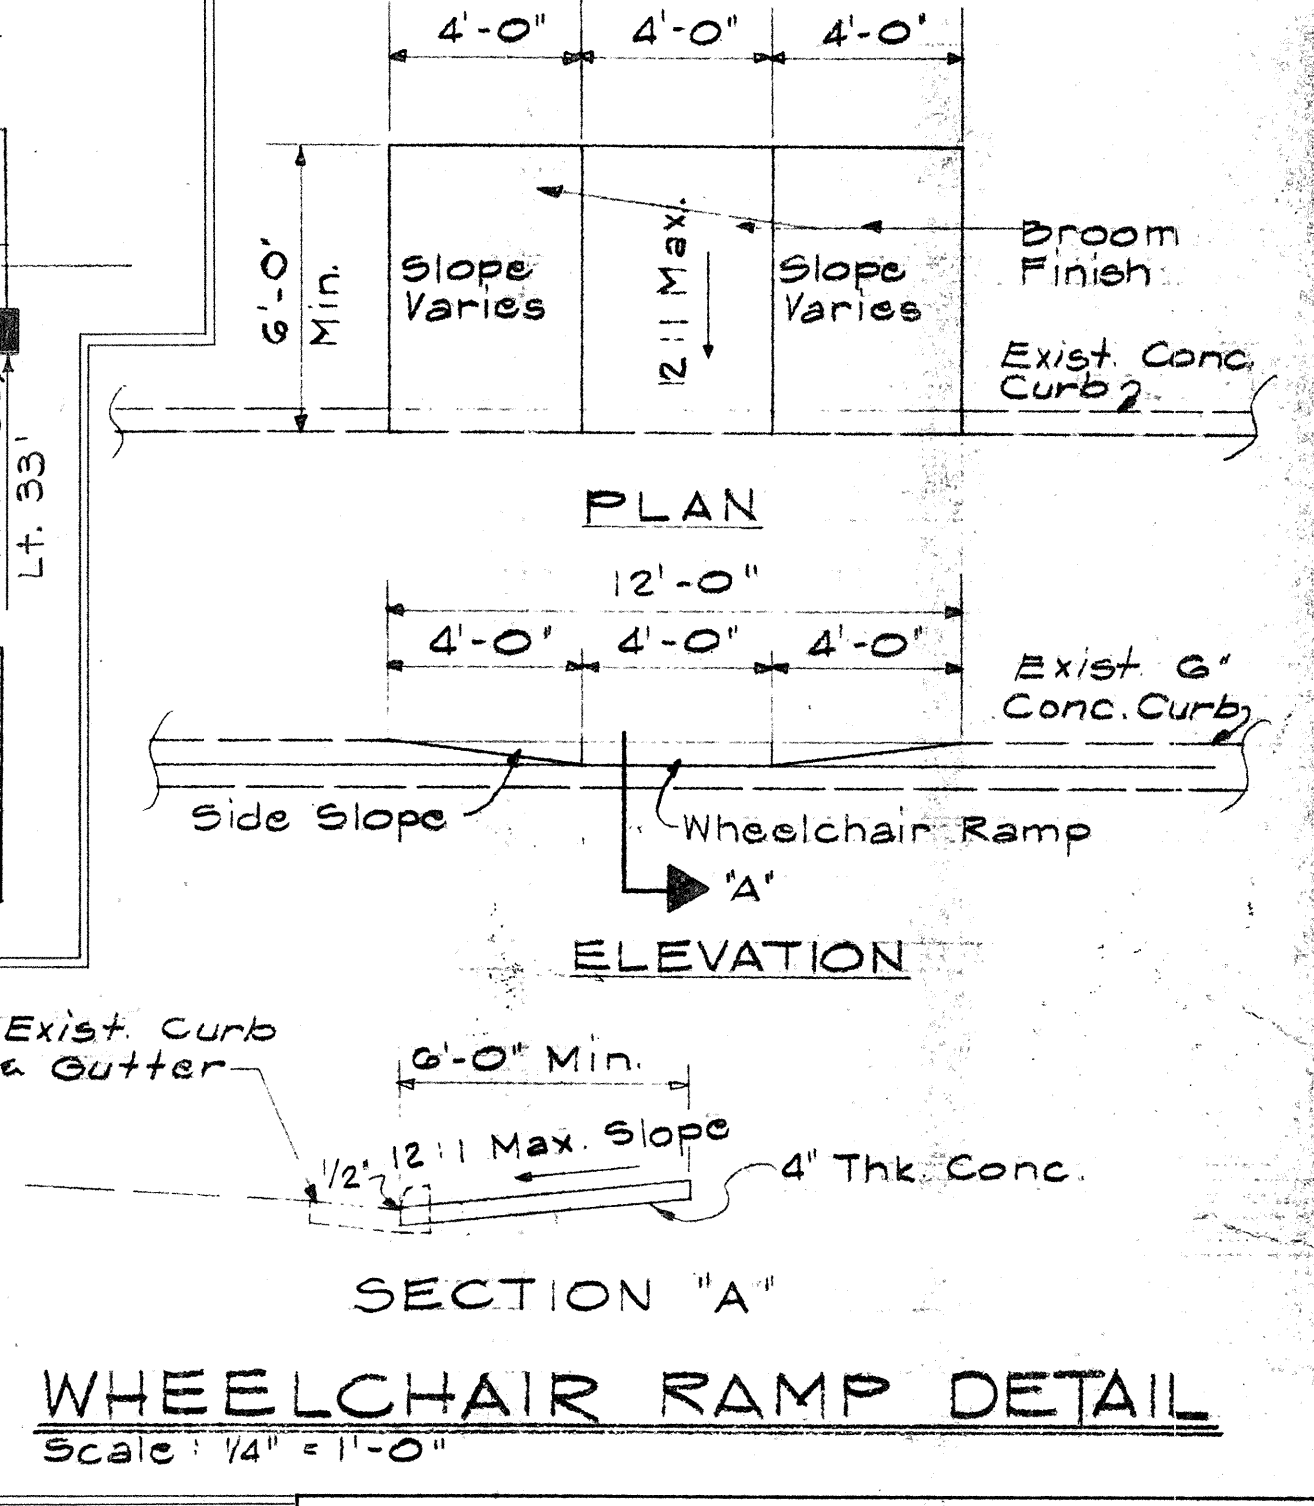 4'-0" 4'-0" 4'-0"
6'-0"
Min.
Slope
Varies
12:1 Max.
Slope
Varies
Broom
Finish
Exist. Conc.
Curb
Lt. 33'
PLAN
12'-0"
4'-0" 4'-0" 4'-0"
Exist. 6"
Conc. Curb
Side Slope
Wheelchair Ramp
"A"
ELEVATION
Exist. Curb
& Gutter
6'-0" Min.
1/2" 12:1 Max. Slope
4" Thk. Conc.
SECTION "A"
WHEELCHAIR RAMP DETAIL
Scale : 1/4" = 1'-0"